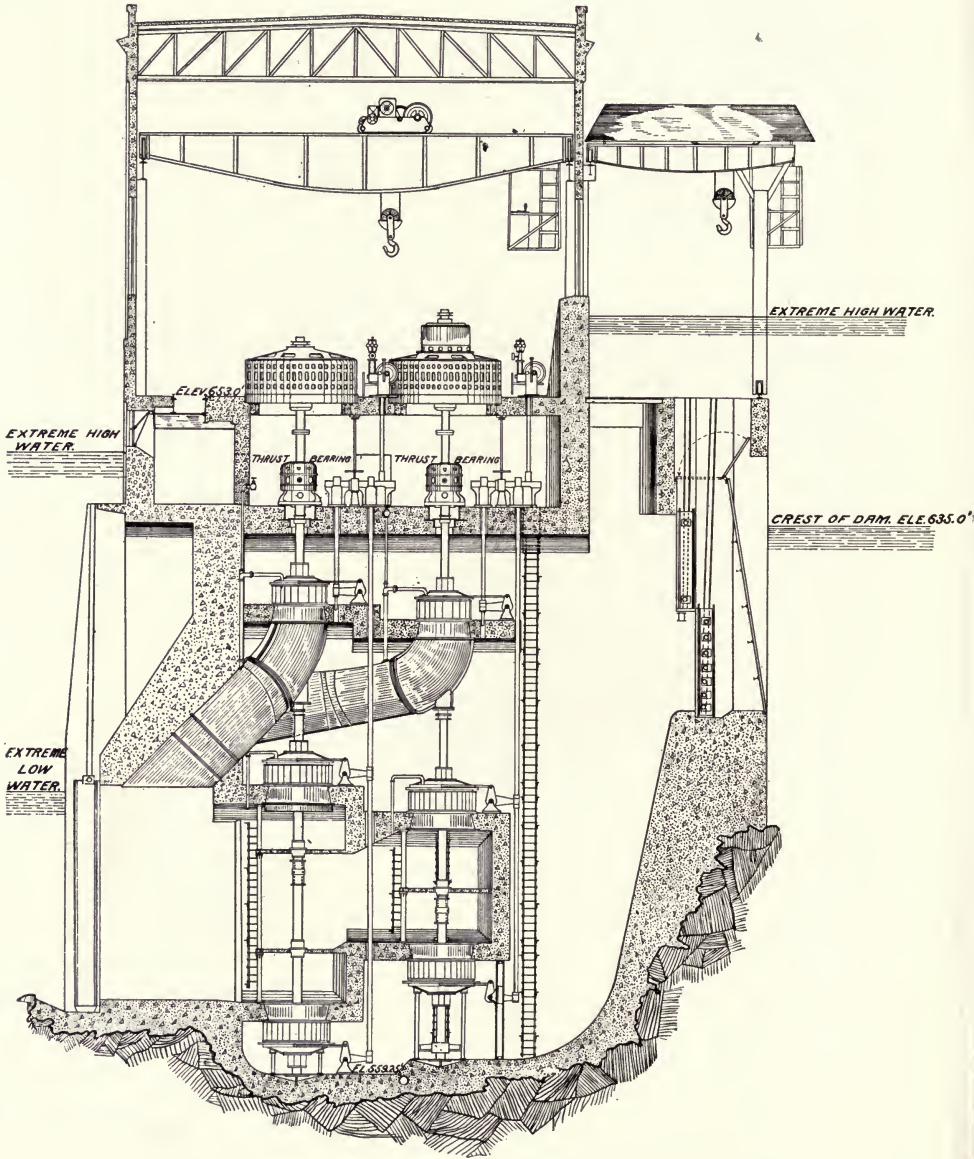 EXTREME HIGH WATER.
ELEV. 653.0'
EXTREME HIGH
WATER.
THRUST BEARING
THRUST BEARING
CREST OF DAM. ELE. 635.0'
EXTREME
LOW
WATER.
EL. 559.25'